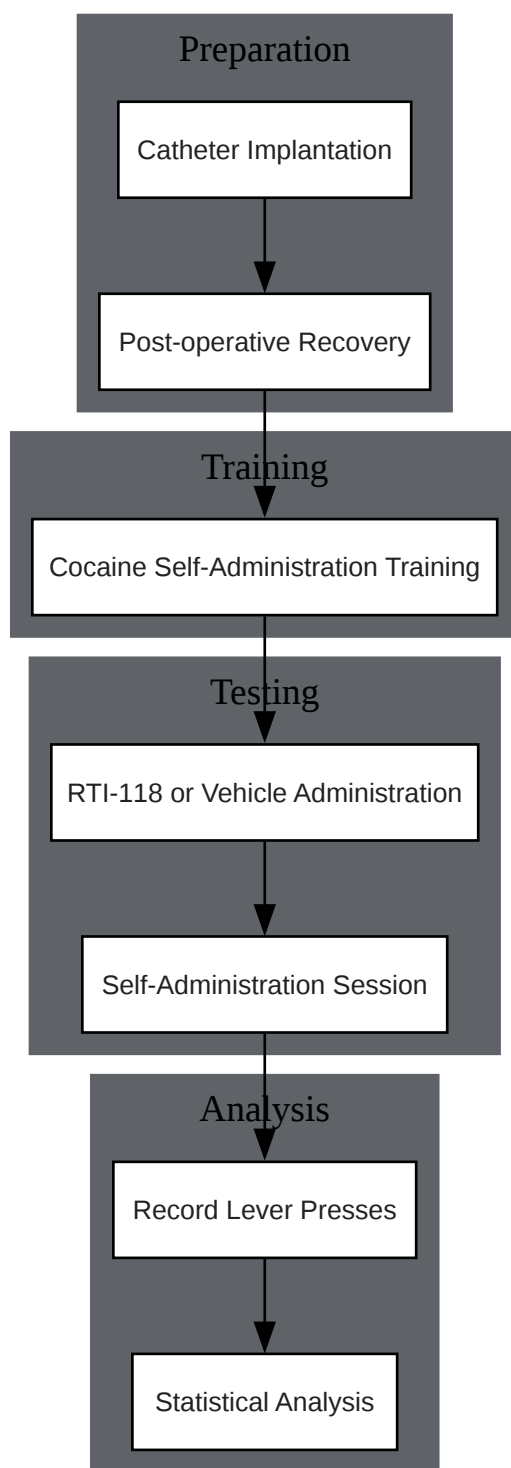 Preparation
Catheter Implantation
Post-operative Recovery
Training
Cocaine Self-Administration Training
Testing
RTI-118 or Vehicle Administration
Self-Administration Session
Analysis
Record Lever Presses
Statistical Analysis